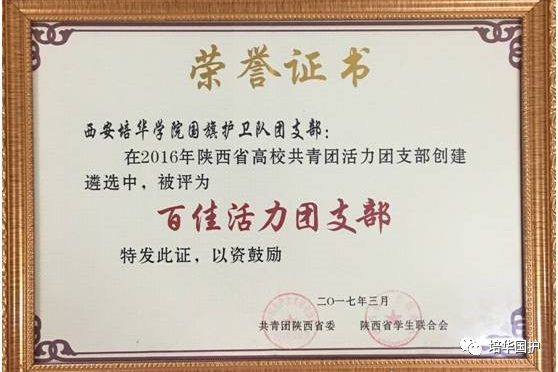 荣誉证书
西安培华学院国旗护卫队团支部：
在2016年陕西省高校共青团活力团支部创建
遴选中，被评为
百佳活力团支部
特发此证，以资鼓励
二〇一七年三月
共青团陕西省委 陕西省学生联合会
培华国护